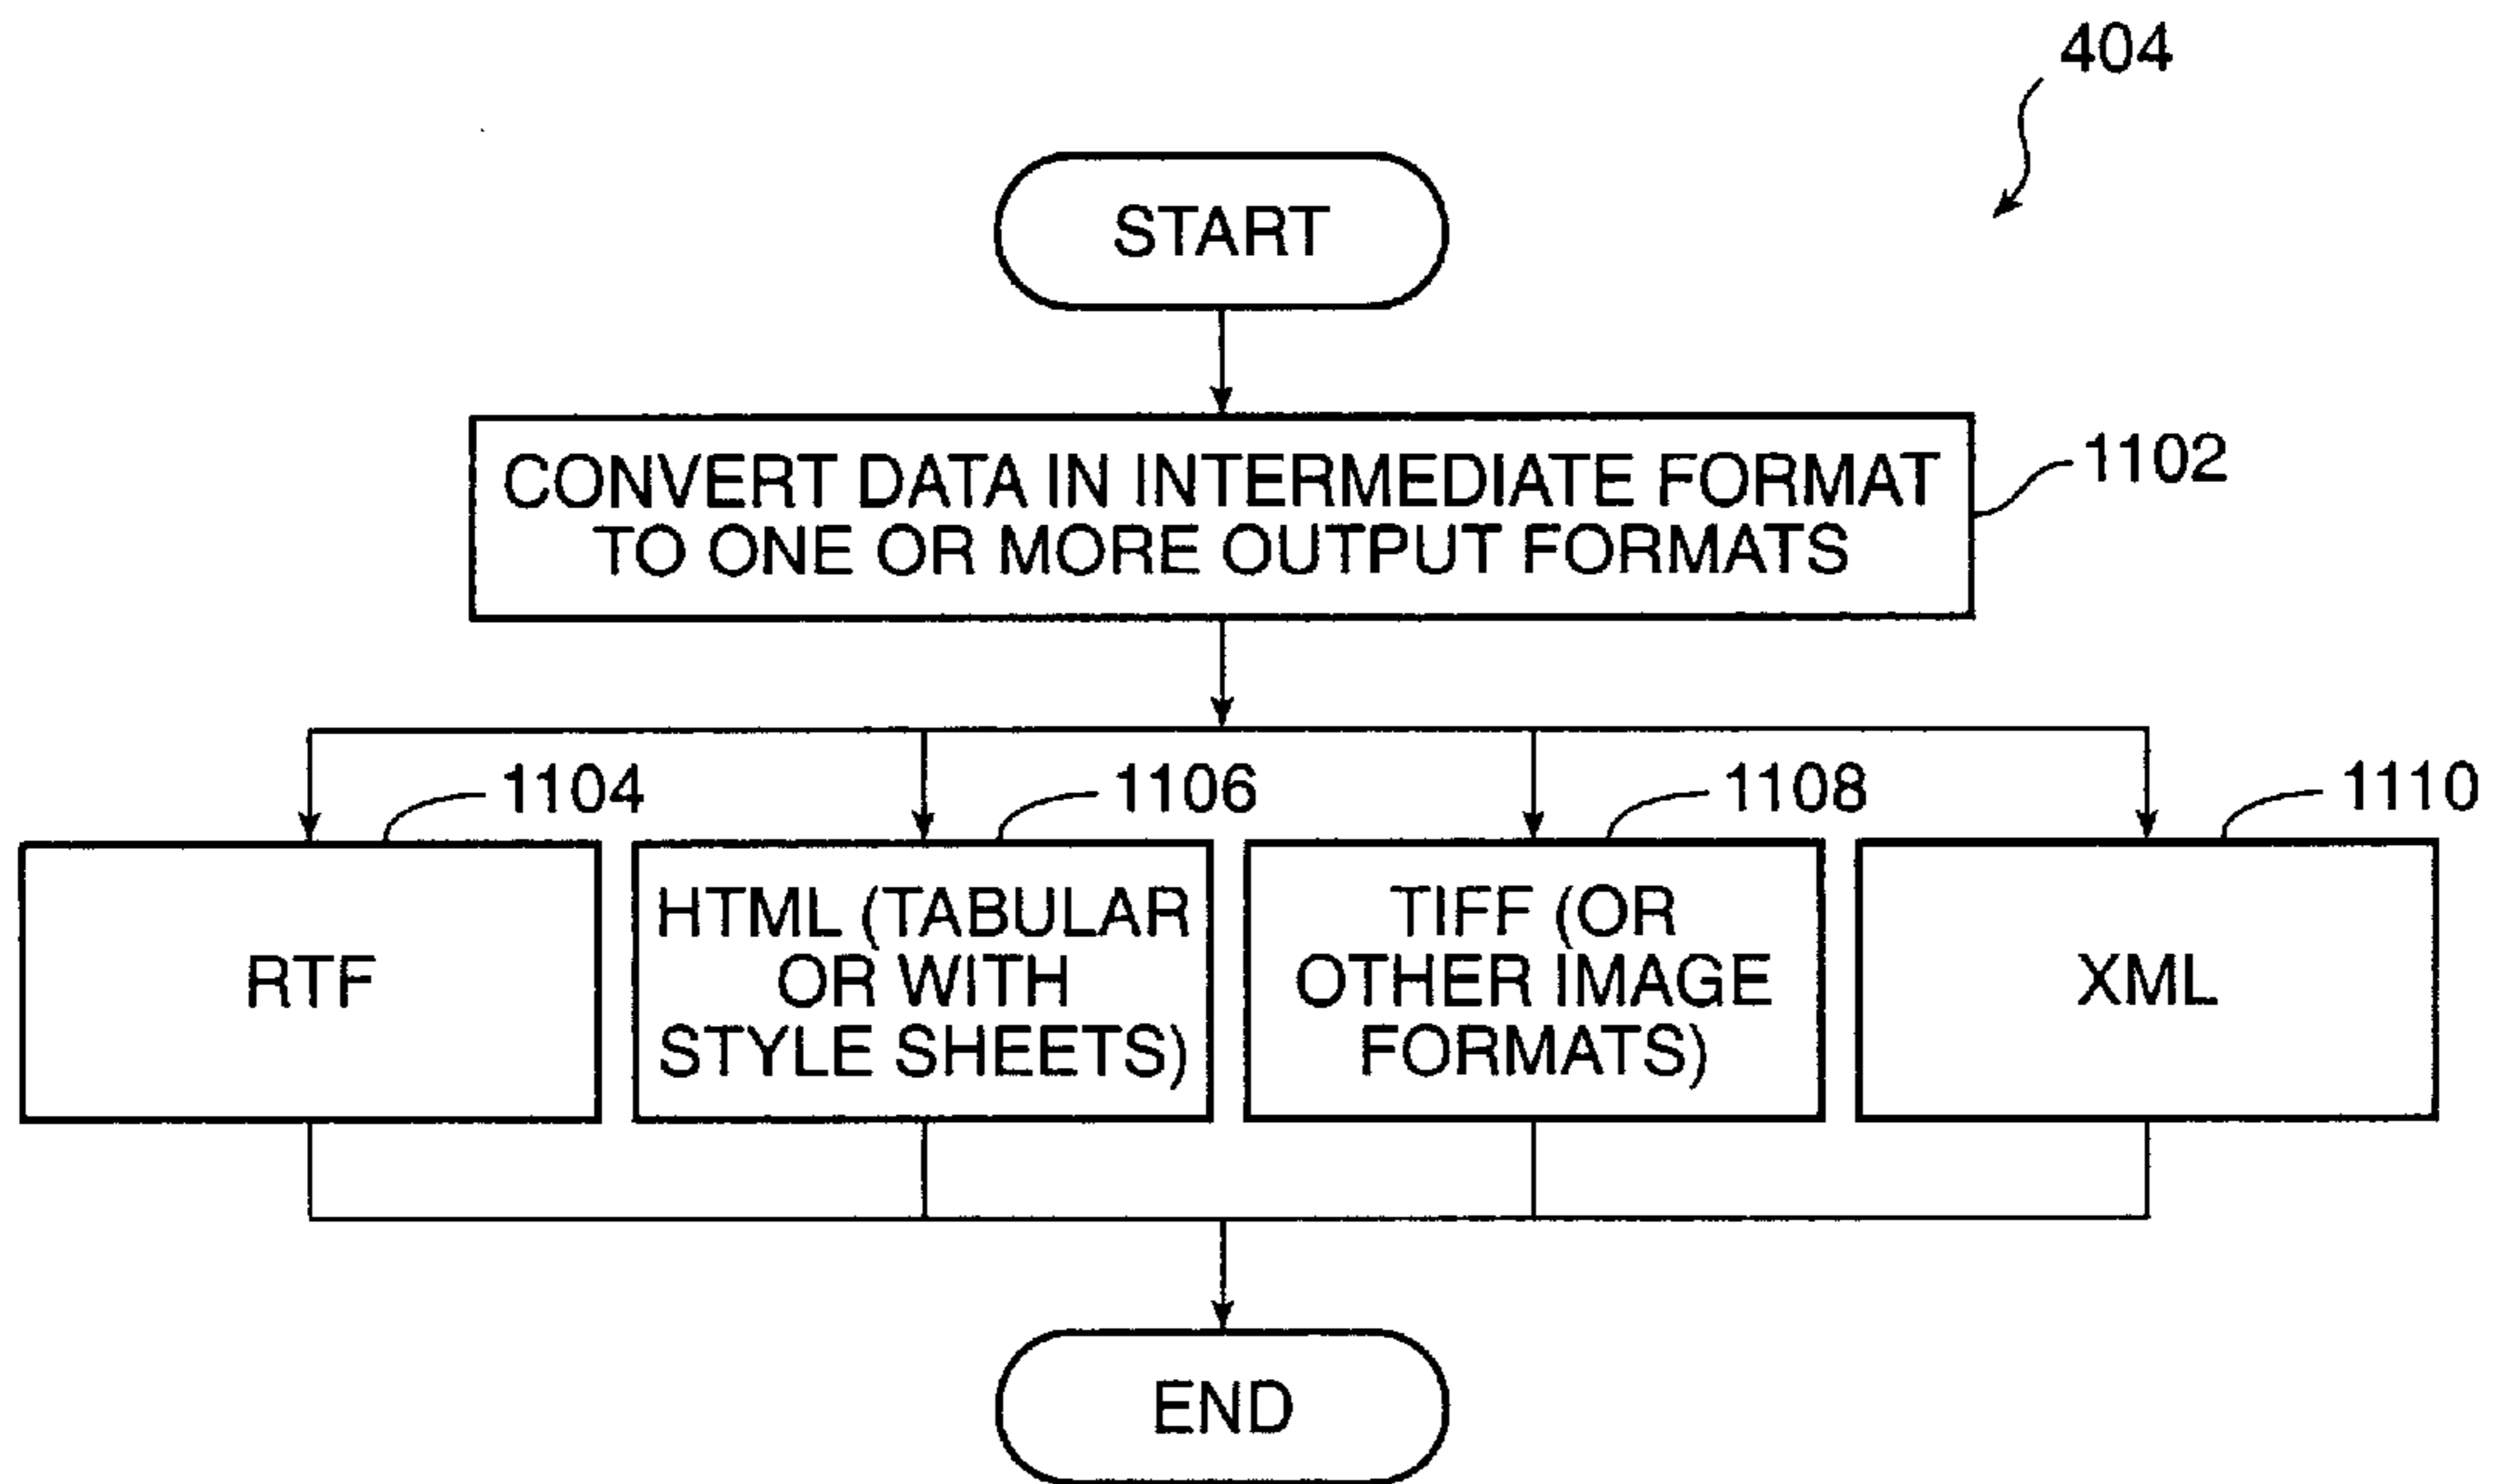 404
START
CONVERT DATA IN INTERMEDIATE FORMAT
TO ONE OR MORE OUTPUT FORMATS
1102
1104
RTF
1106
HTML (TABULAR
OR WITH
STYLE SHEETS)
1108
TIFF (OR
OTHER IMAGE
FORMATS)
1110
XML
END